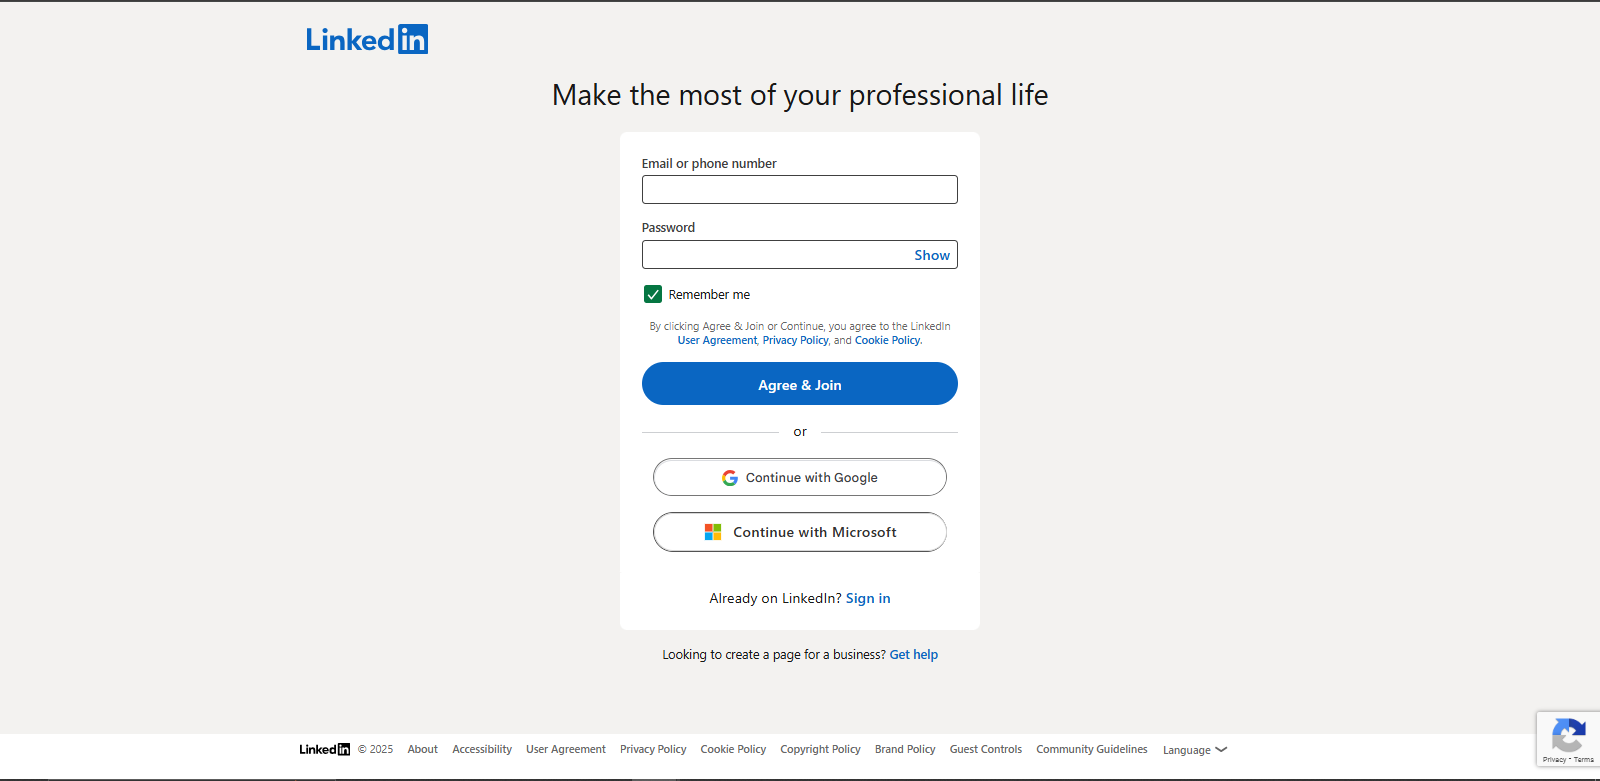 Linkedin
Make the most of your professional life
Email or phone number
Password
Show
Remember me
By clicking Agree & Join or Continue, you agree to the LinkedIn
User Agreement, Privacy Policy, and Cookie Policy.
Agree & Join
or
Continue with Google
Continue with Microsoft
Already on LinkedIn? Sign in
Looking to create a page for a business? Get help
Linkedin © 2025 About Accessibility User Agreement Privacy Policy Cookie Policy Copyright Policy Brand Policy Guest Controls Community Guidelines Language
Privacy - Terms